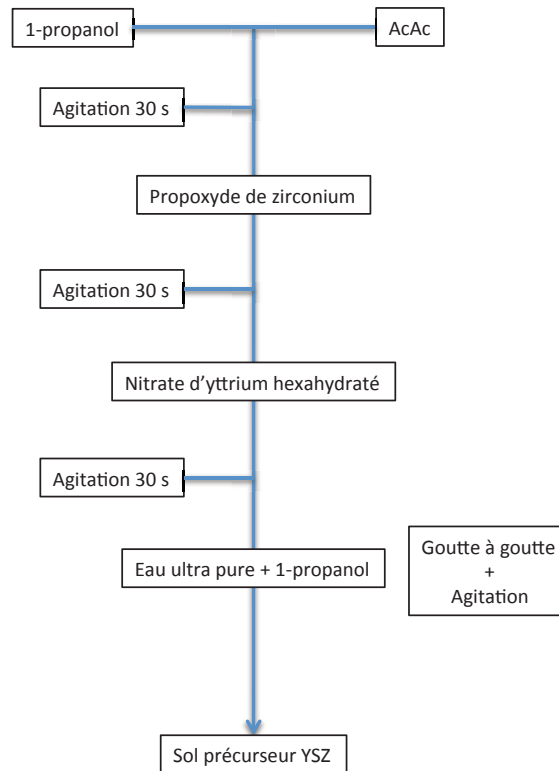 1-propanol
AcAc
Agitation 30 s
Propoxyde de zirconium
Agitation 30 s
Nitrate d'yttrium hexahydraté
Agitation 30 s
Eau ultra pure + 1-propanol
Goutte à goutte
+
Agitation
Sol précurseur YSZ